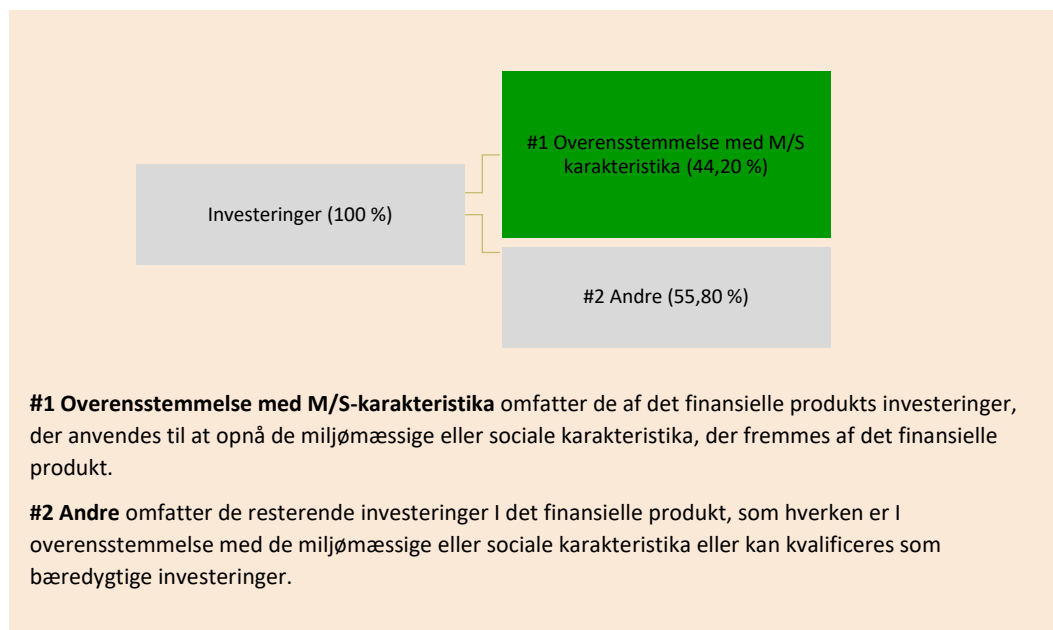 #1 Overensstemmelse med M/S
karakteristika (44,20 %)
Investeringer (100 %)
#2 Andre (55,80 %)
#1 Overensstemmelse med M/S-karakteristika omfatter de af det finansielle produkts investeringer,
der anvendes til at opnå de miljømæssige eller sociale karakteristika, der fremmes af det finansielle
produkt.
#2 Andre omfatter de resterende investeringer I det finansielle produkt, som hverken er I
overensstemmelse med de miljømæssige eller sociale karakteristika eller kan kvalificeres som
bæredygtige investeringer.